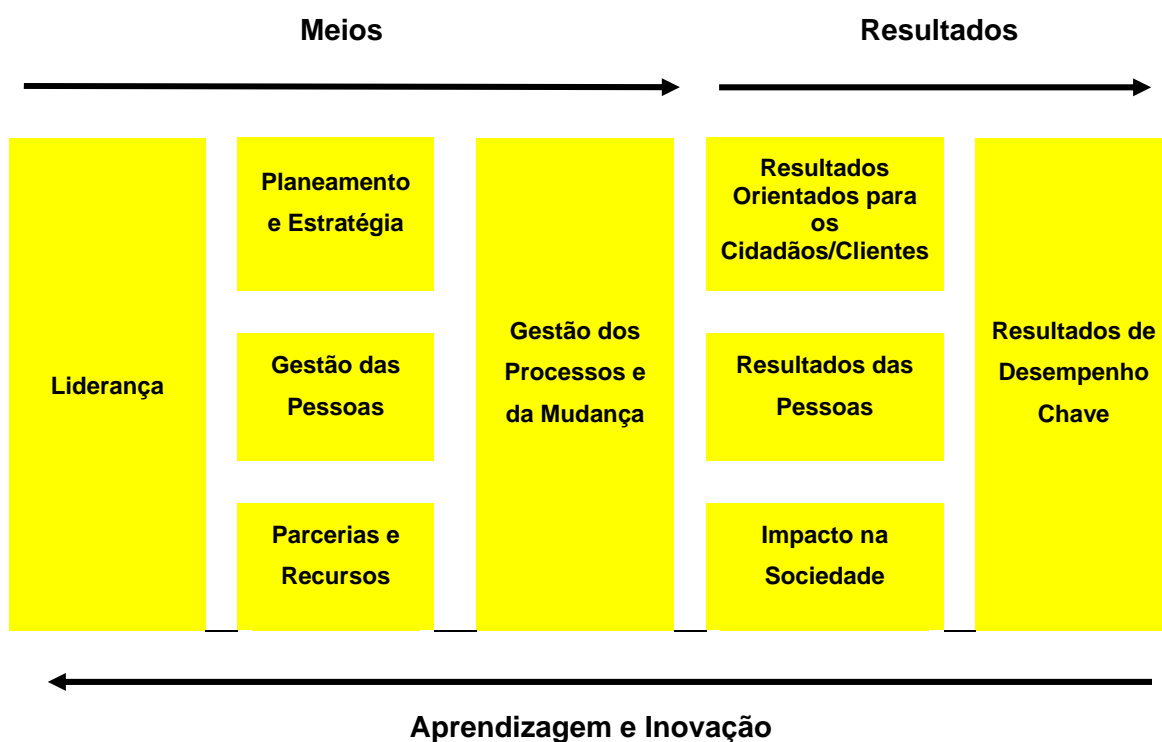 Meios
Resultados
Liderança
Planeamento
e Estratégia
Gestão das
Pessoas
Parcerias e
Recursos
Gestão dos
Processos e
da Mudança
Resultados
Orientados para
os
Cidadãos/Clientes
Resultados das
Pessoas
Impacto na
Sociedade
Resultados de
Desempenho
Chave
Aprendizagem e Inovação